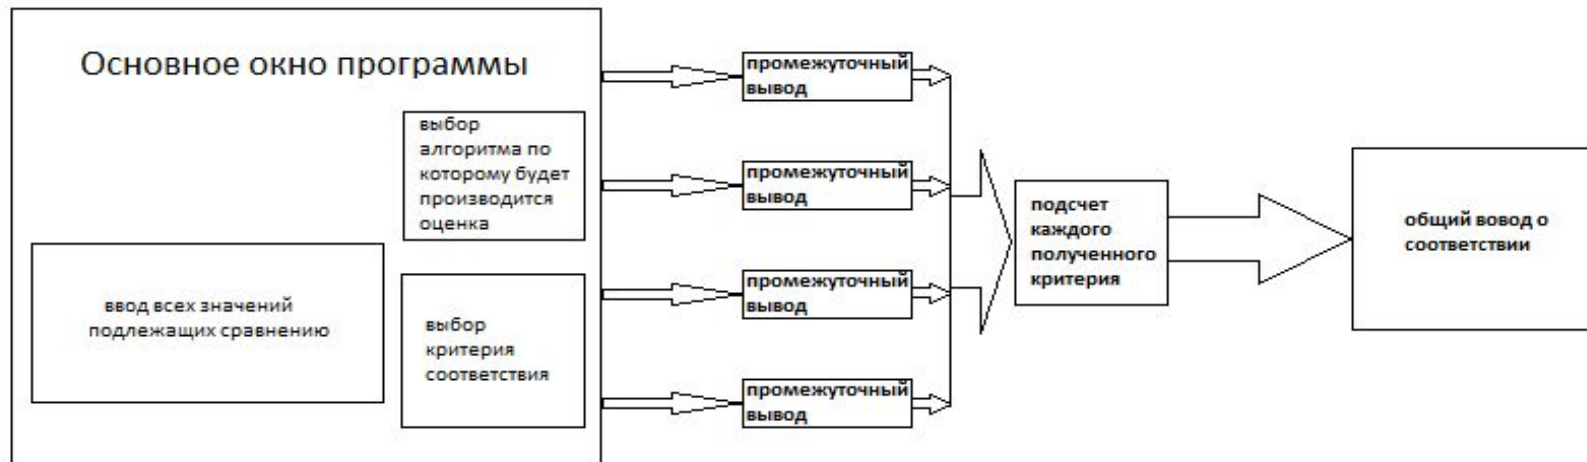 Основное окно программы
выбор
алгоритма по
которому будет
производится
оценка
ввод всех значений
подлежащих сравнению
выбор
критерия
соответствия
промежуточный
вывод
промежуточный
вывод
промежуточный
вывод
промежуточный
вывод
подсчет
каждого
полученного
критерия
общий вовод о
соответствии